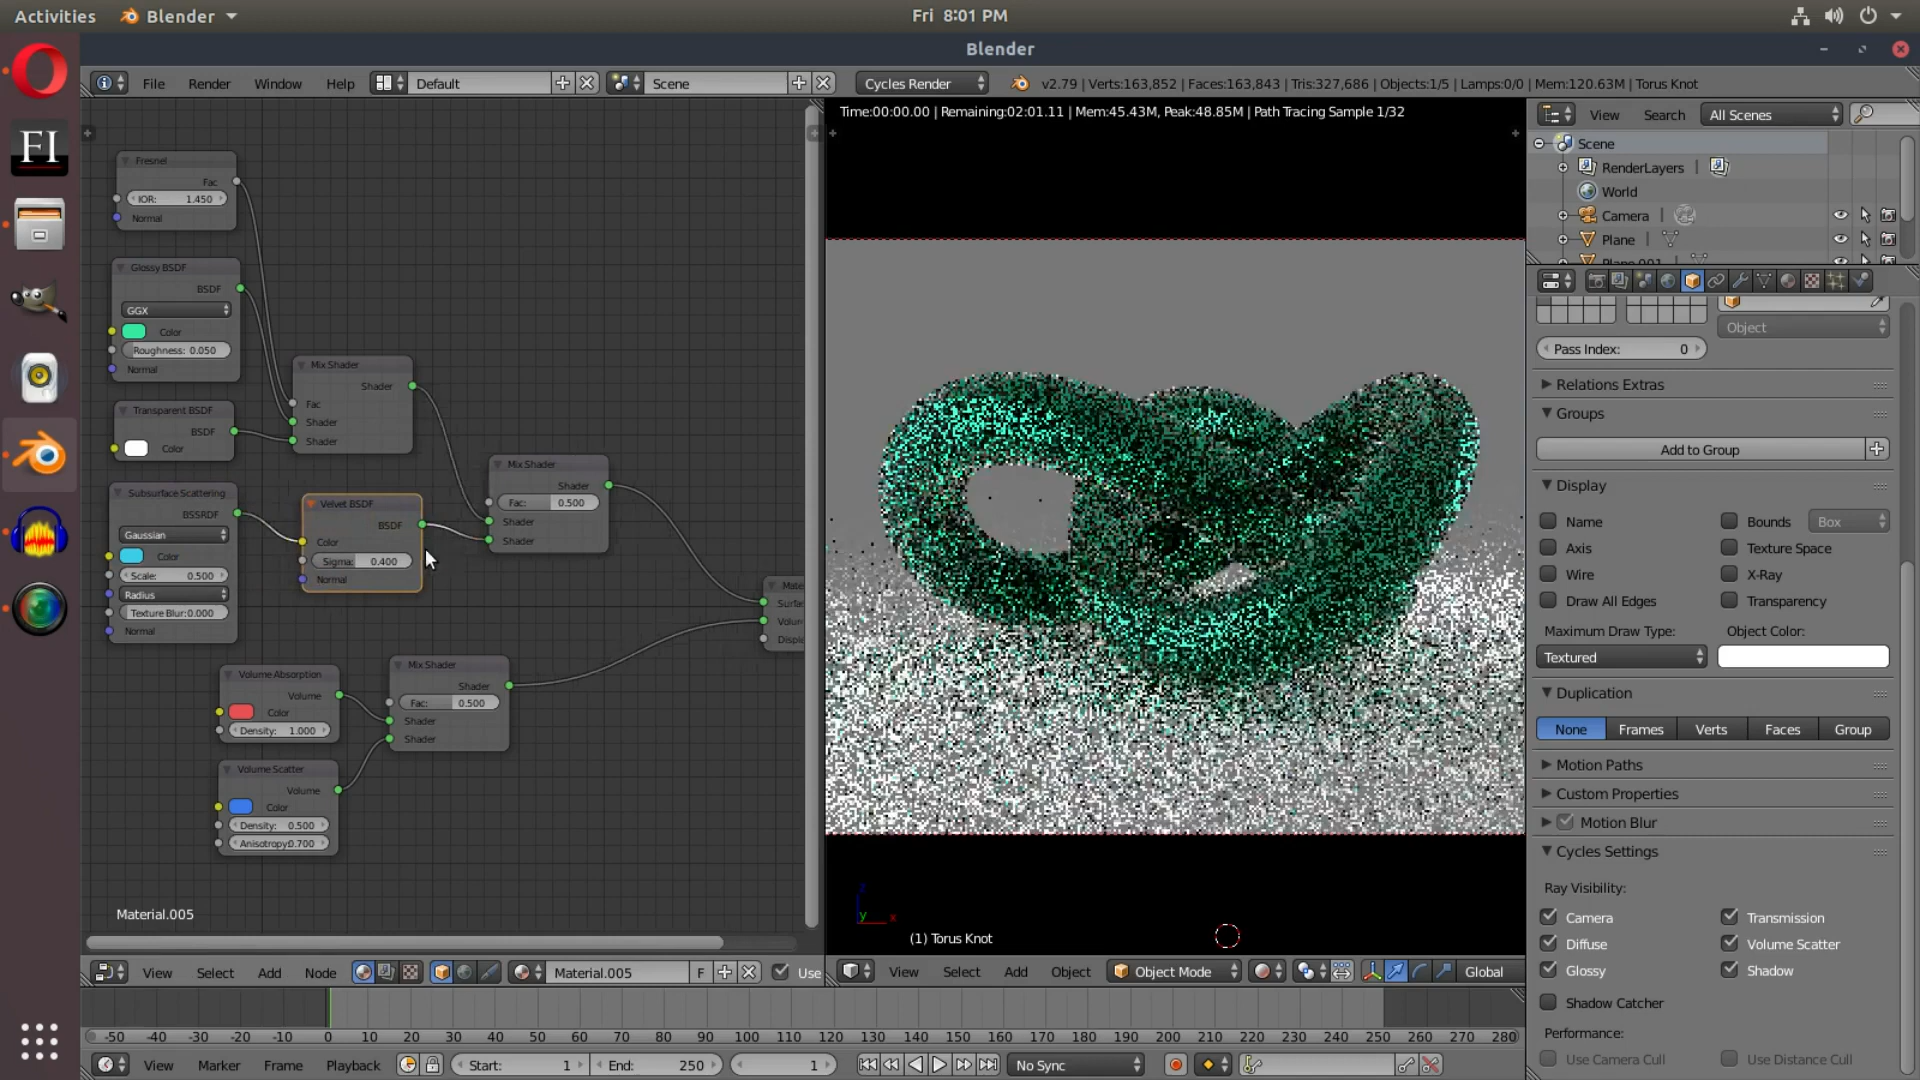 Activities Blender Fri 8:01 PM
Blender
File Render Window Help Default Scene Cycles Render v2.79 | Verts:163,852 | Faces:163,843 | Tris:327,686 | Objects:1/5 | Lamps:0/0 | Mem:120.63M | Torus Knot
FI
Fresnel
Fac
IOR: 1.450
Normal
Glossy BSDF
BSDF
GGX
Color
Roughness: 0.050
Normal
Transparent BSDF
BSDF
Color
Subsurface Scattering
BSSRDF
Gaussian
Color
Scale: 0.500
Radius
Texture Blur:0.000
Normal
Mix Shader
Shader
Fac
Shader
Shader
Velvet BSDF
BSDF
Color
Sigma: 0.400
Normal
Mix Shader
Shader
Fac: 0.500
Shader
Shader
Volume Absorption
Volume
Color
Density: 1.000
Volume Scatter
Volume
Color
Density: 0.500
Anisotropy:0.700
Mix Shader
Shader
Fac: 0.500
Shader
Shader
Material.005
View Select Add Node Material.005 F Use
Time:00:00.00 | Remaining:02:01.11 | Mem:45.43M, Peak:48.85M | Path Tracing Sample 1/32
z
y x
(1) Torus Knot
View Select Add Object Object Mode Global
View Search All Scenes
Scene
RenderLayers |
World
Camera |
Plane |
Plane.001
Object
Pass Index: 0
Relations Extras
Groups
Add to Group
Display
Name Bounds Box
Axis Texture Space
Wire X-Ray
Draw All Edges Transparency
Maximum Draw Type: Object Color:
Textured
Duplication
None Frames Verts Faces Group
Motion Paths
Custom Properties
Motion Blur
Cycles Settings
Ray Visibility:
Camera Transmission
Diffuse Volume Scatter
Glossy Shadow
Shadow Catcher
Performance:
Use Camera Cull Use Distance Cull
-50 -40 -30 -20 -10 0 10 20 30 40 50 60 70 80 90 100 110 120 130 140 150 160 170 180 190 200 210 220 230 240 250 260 270 280
View Marker Frame Playback Start: 1 End: 250 1 No Sync